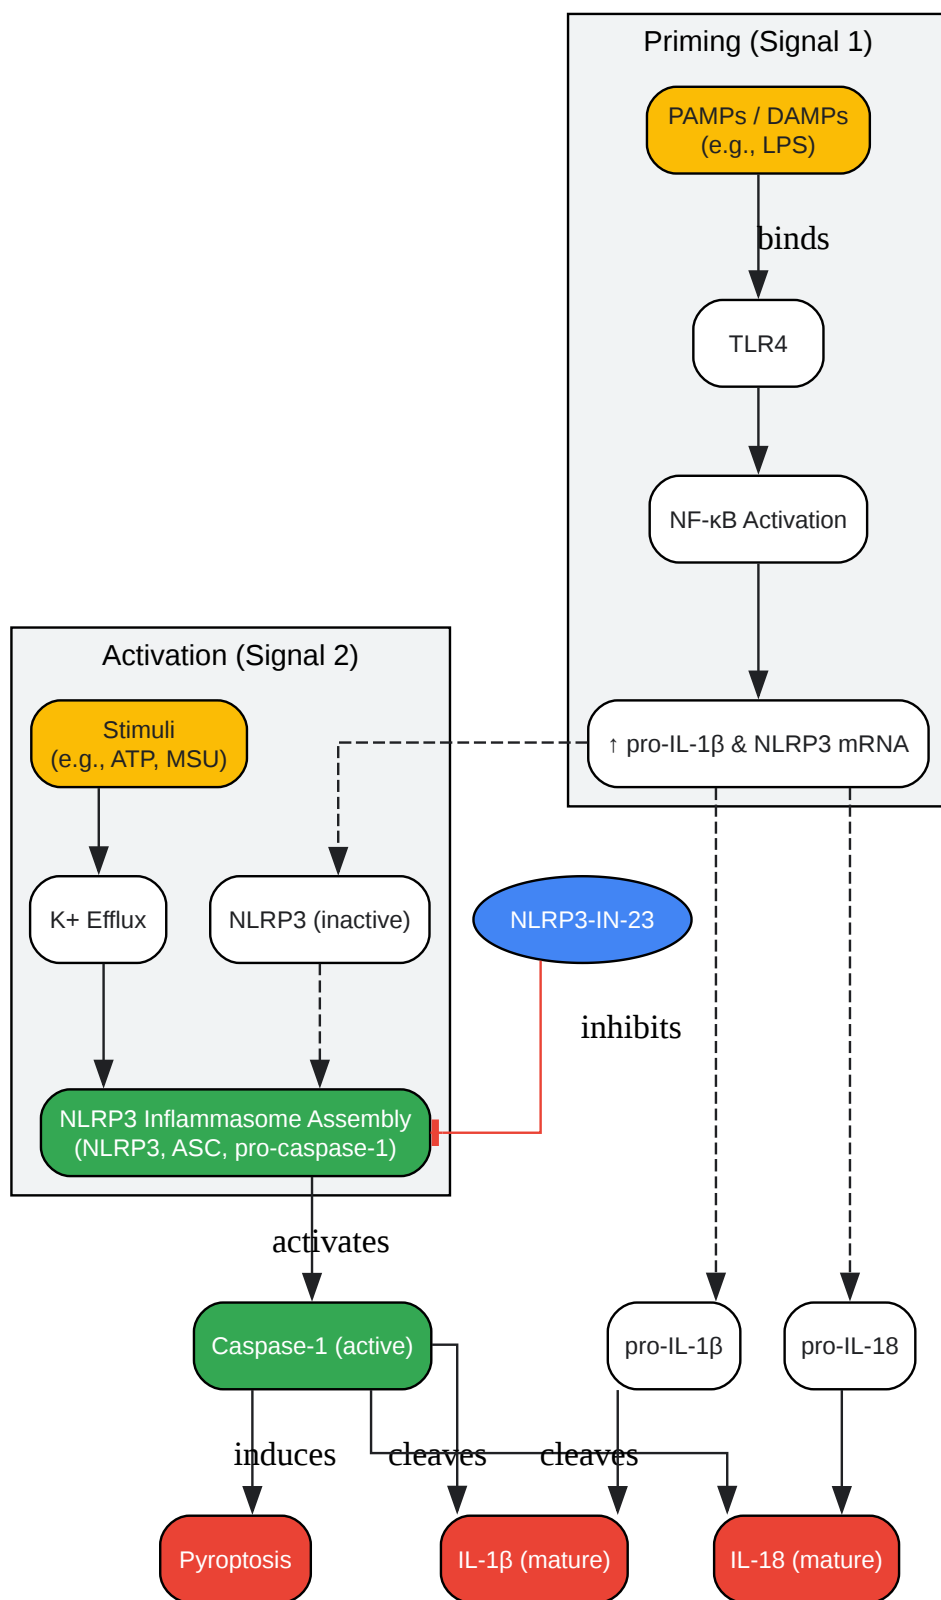 Priming (Signal 1)
PAMPs / DAMPs
(e.g., LPS)
binds
TLR4
NF-κB Activation
↑ pro-IL-1β & NLRP3 mRNA
Activation (Signal 2)
Stimuli
(e.g., ATP, MSU)
K+ Efflux
NLRP3 (inactive)
NLRP3-IN-23
inhibits
NLRP3 Inflammasome Assembly
(NLRP3, ASC, pro-caspase-1)
activates
Caspase-1 (active)
pro-IL-1β
pro-IL-18
induces
cleaves
cleaves
Pyroptosis
IL-1β (mature)
IL-18 (mature)